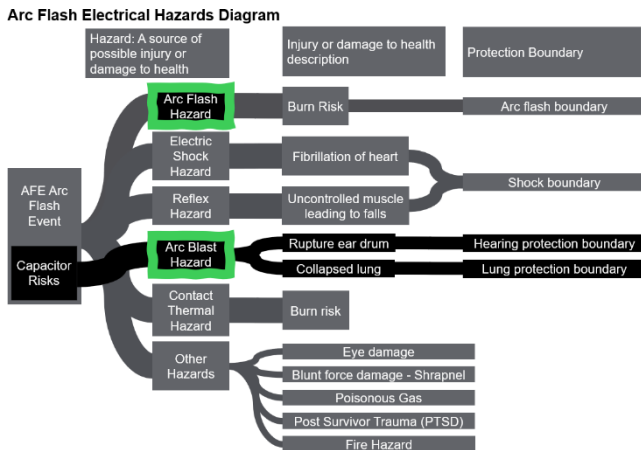 Arc Flash Electrical Hazards Diagram
Hazard: A source of
possible injury or
damage to health
Injury or damage to health
description
Protection Boundary
Arc Flash
Hazard
Burn Risk
Arc flash boundary
Electric
Shock
Hazard
Fibrillation of heart
Shock boundary
AFE Arc
Flash
Event
Reflex
Hazard
Uncontrolled muscle
leading to falls
Capacitor
Risks
Arc Blast
Hazard
Rupture ear drum
Hearing protection boundary
Collapsed lung
Lung protection boundary
Contact
Thermal
Hazard
Burn risk
Other
Hazards
Eye damage
Blunt force damage - Shrapnel
Poisonous Gas
Post Survivor Trauma (PTSD)
Fire Hazard